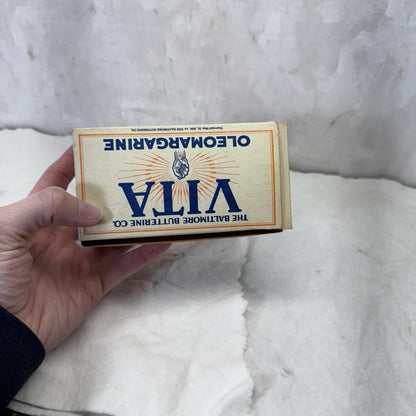 THE BALTIMORE BUTTERINE CO.
VITA
OLEOMARGARINE